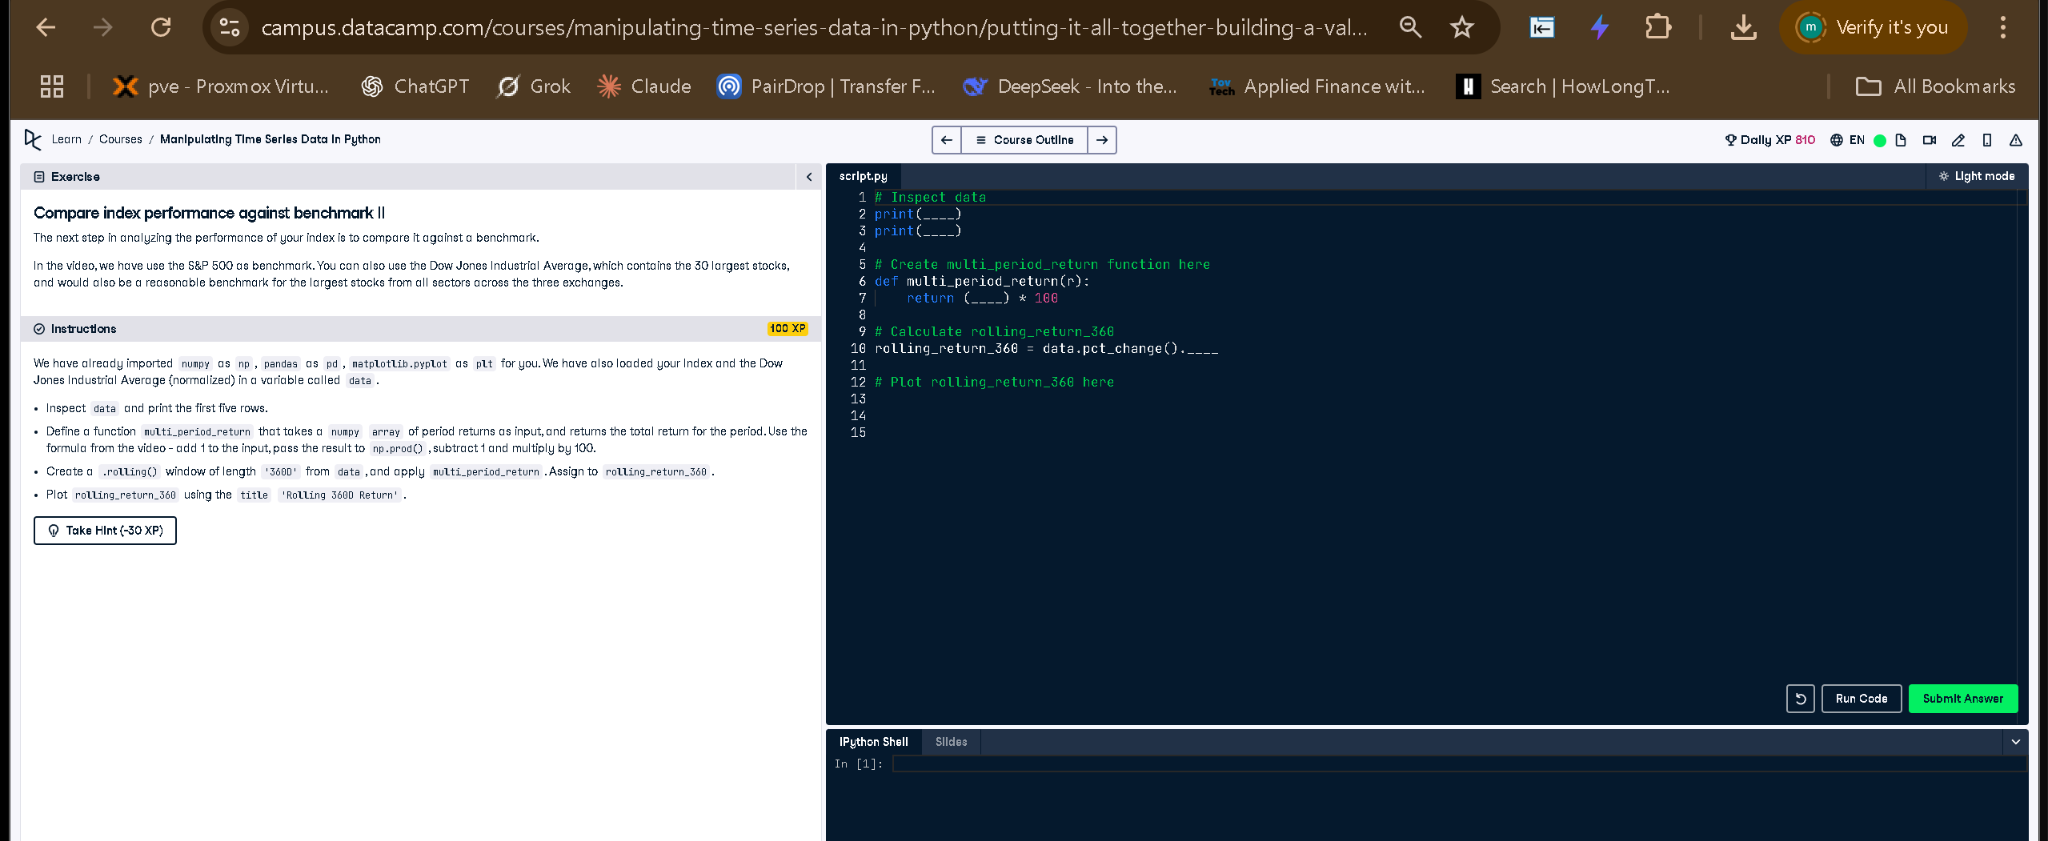 campus.datacamp.com/courses/manipulating-time-series-data-in-python/putting-it-all-together-building-a-val...
m Verify it's you
pve - Proxmox Virtu... ChatGPT Grok Claude PairDrop | Transfer F... DeepSeek - Into the... Toy Tech Applied Finance wit... Search | HowLongT... All Bookmarks
Learn / Courses / Manipulating Time Series Data in Python
Course Outline
Daily XP 810 EN
Exercise
Compare index performance against benchmark II
The next step in analyzing the performance of your index is to compare it against a benchmark.
In the video, we have use the S&P 500 as benchmark. You can also use the Dow Jones Industrial Average, which contains the 30 largest stocks,
and would also be a reasonable benchmark for the largest stocks from all sectors across the three exchanges.
Instructions 100 XP
We have already imported numpy as np, pandas as pd, matplotlib.pyplot as plt for you. We have also loaded your Index and the Dow
Jones Industrial Average (normalized) in a variable called data.
• Inspect data and print the first five rows.
• Define a function multi_period_return that takes a numpy array of period returns as input, and returns the total return for the period. Use the
formula from the video - add 1 to the input, pass the result to np.prod(), subtract 1 and multiply by 100.
• Create a .rolling() window of length '360D' from data, and apply multi_period_return. Assign to rolling_return_360.
• Plot rolling_return_360 using the title 'Rolling 360D Return'.
Take Hint (-30 XP)
script.py
Light mode
1 # Inspect data
2 print(____)
3 print(____)
4
5 # Create multi_period_return function here
6 def multi_period_return(r):
7     return (____) * 100
8
9 # Calculate rolling_return_360
10 rolling_return_360 = data.pct_change().____
11
12 # Plot rolling_return_360 here
13
14
15
Run Code
Submit Answer
IPython Shell Slides
In [1]: